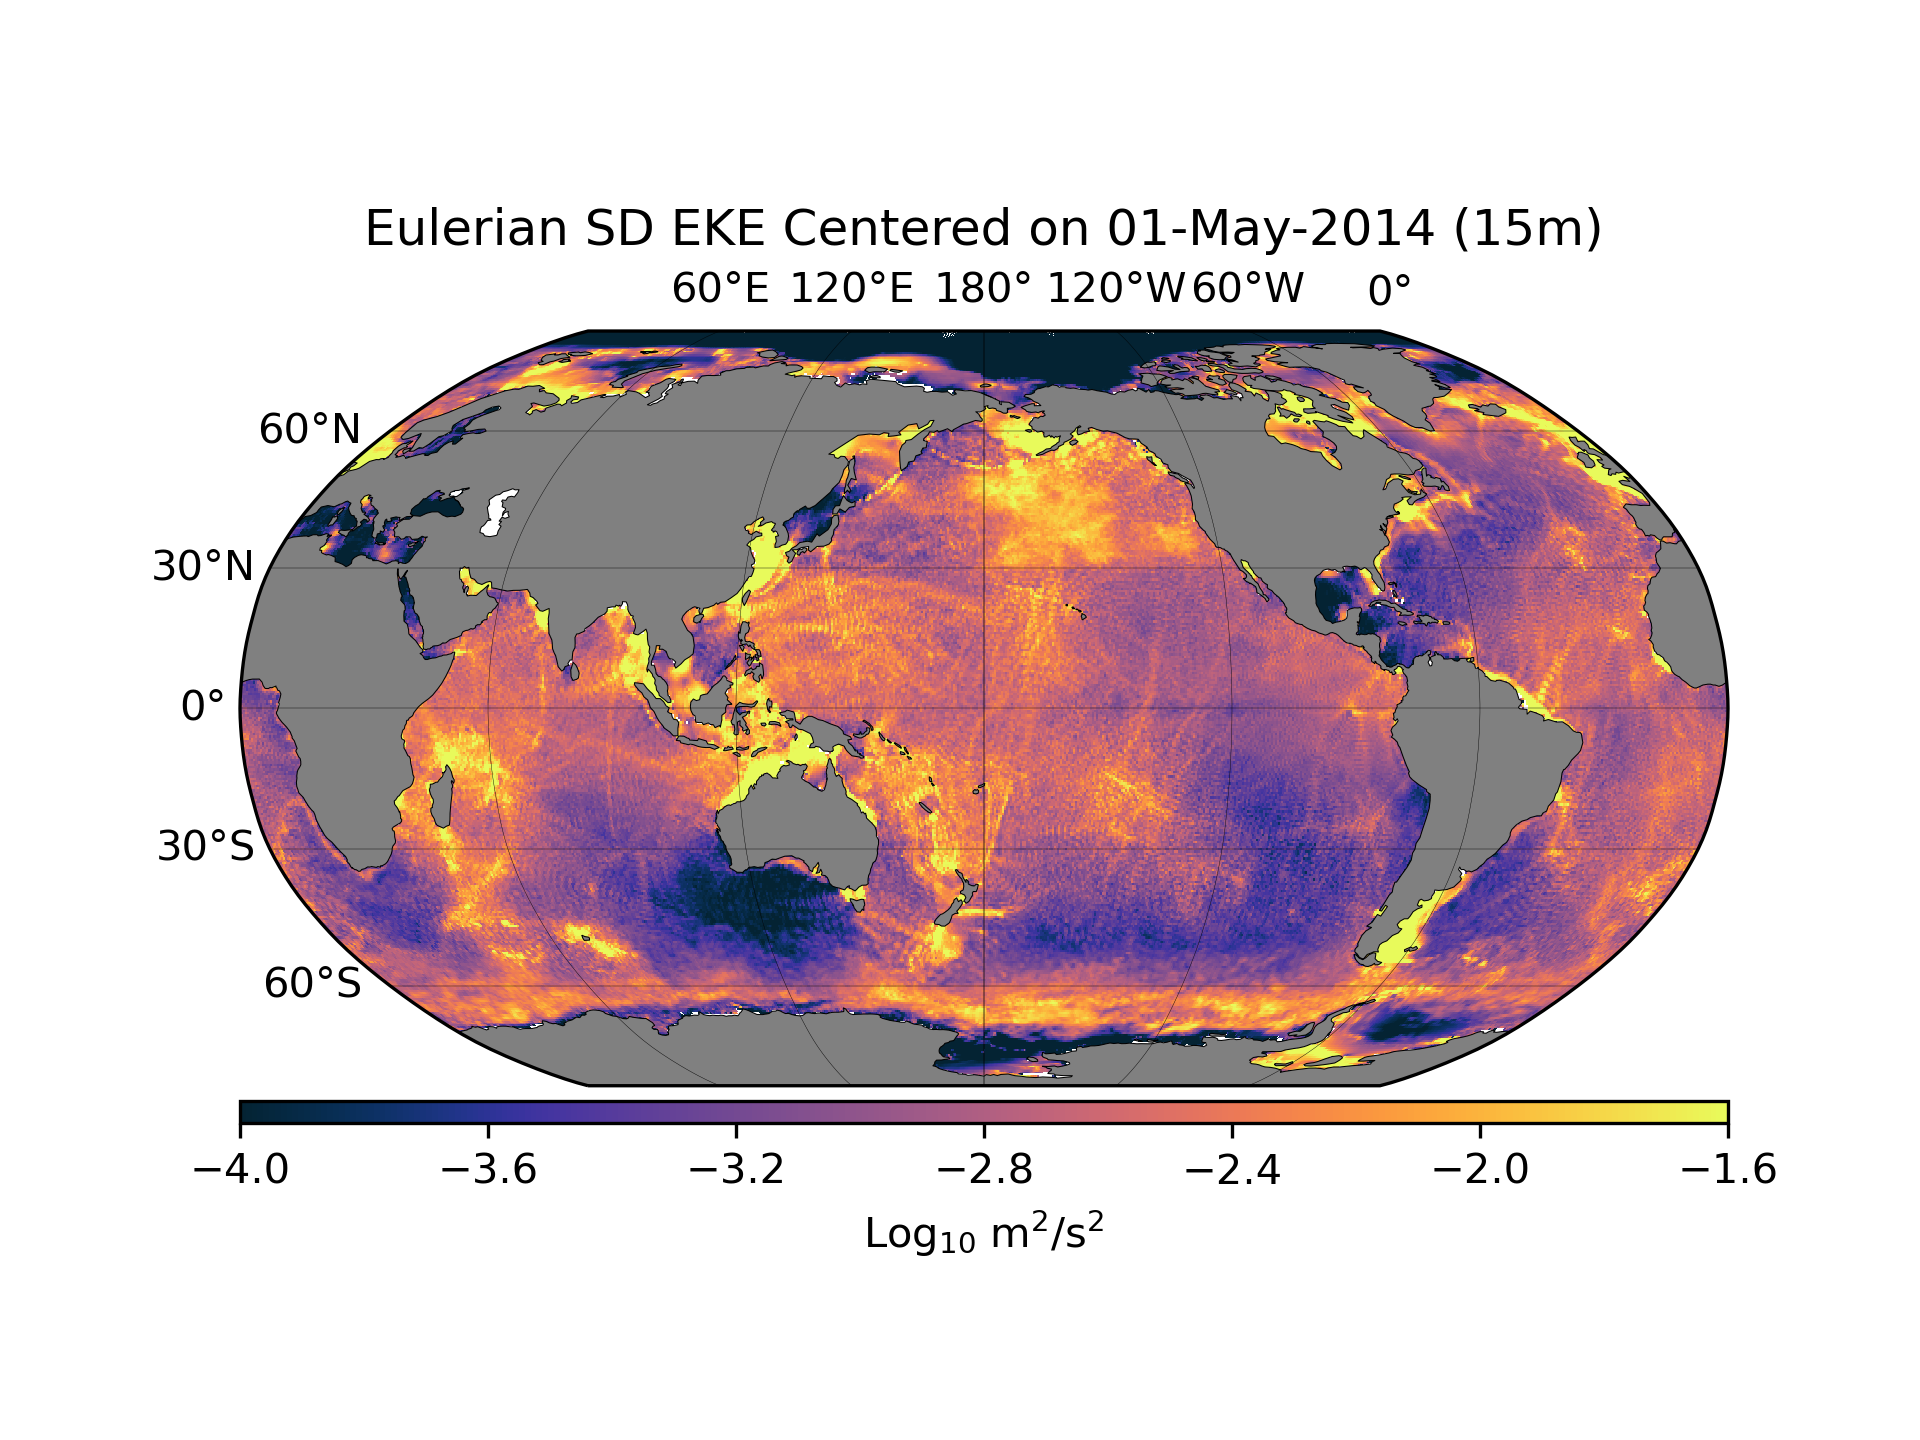 Eulerian SD EKE Centered on 01-May-2014 (15m)
60°E 120°E 180° 120°W 60°W 0°
60°N
30°N
0°
30°S
60°S
−4.0 −3.6 −3.2 −2.8 −2.4 −2.0 −1.6
Log₁₀ m²/s²